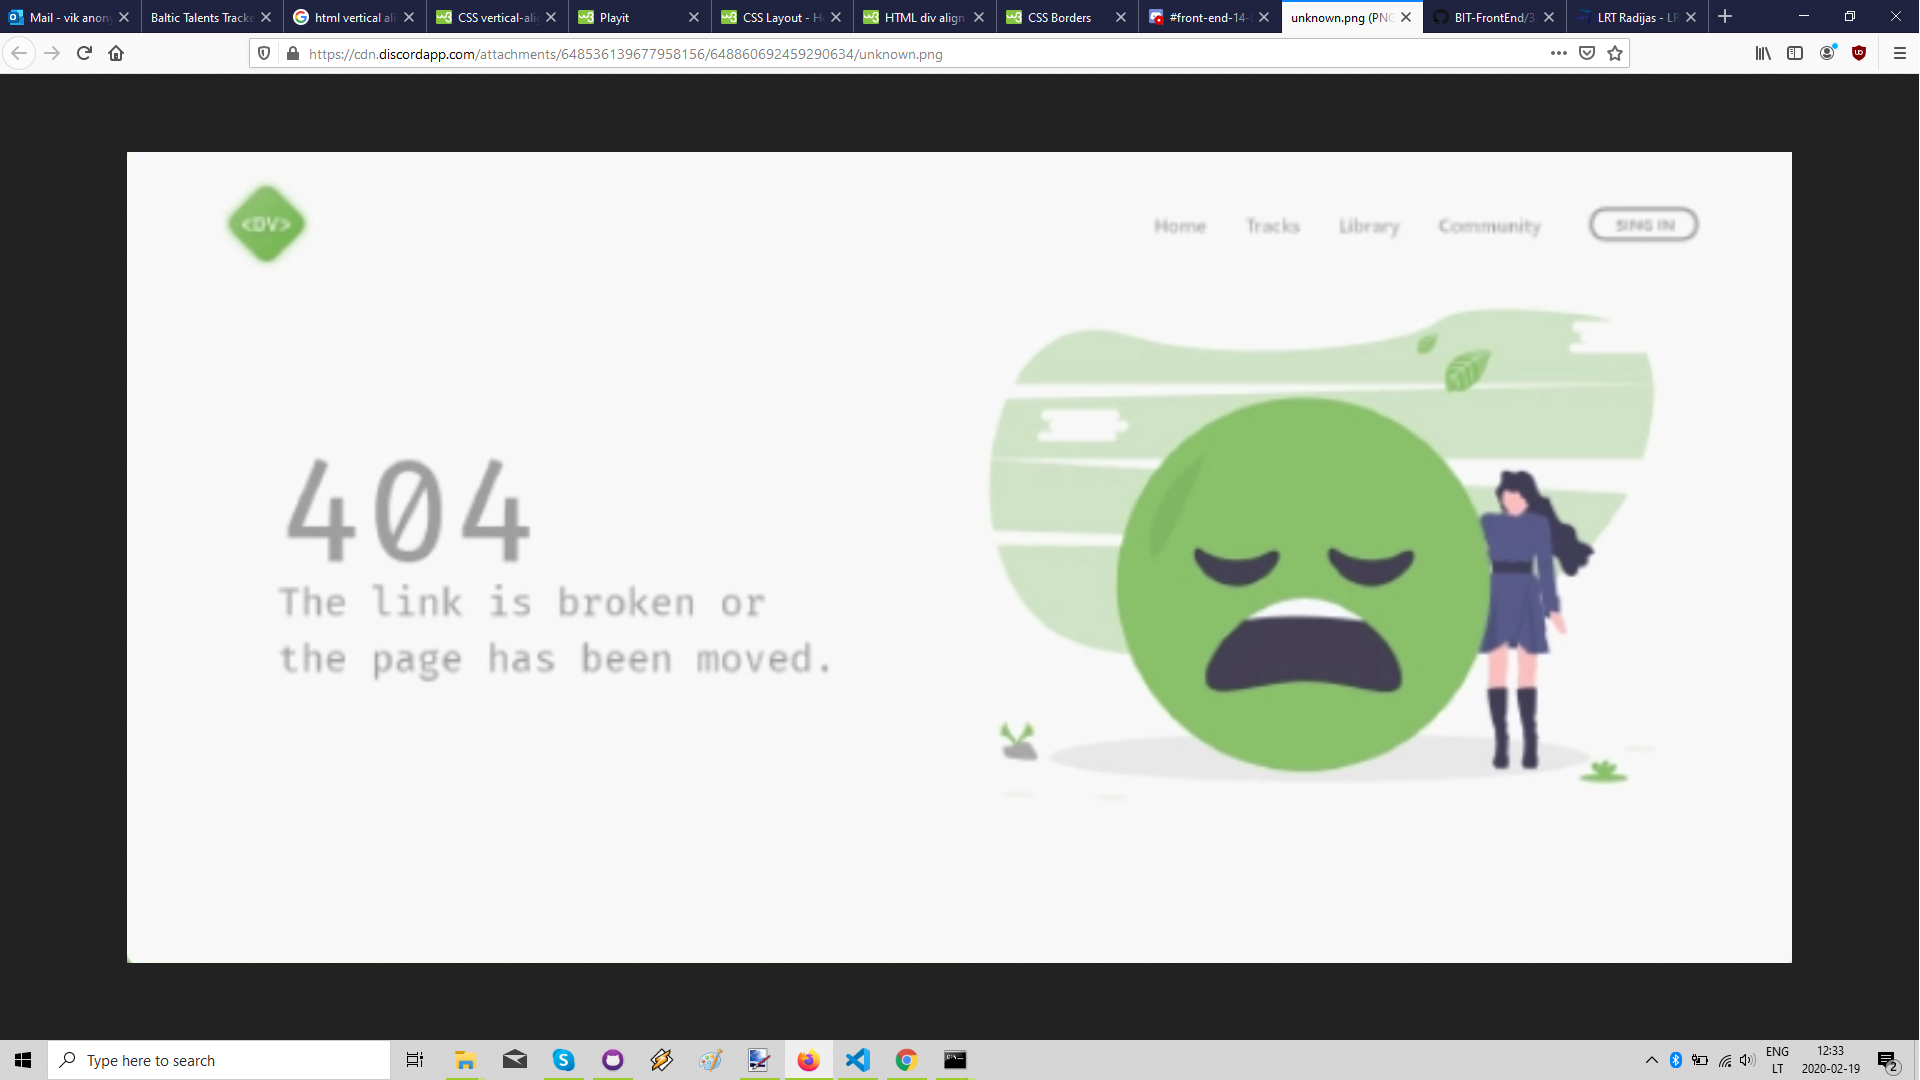 Mail - vik anon
Baltic Talents Tracke
html vertical ali
CSS vertical-alig
Playit
CSS Layout - H
HTML div align
CSS Borders
#front-end-14-
unknown.png (PNG
BIT-FrontEnd/3.
LRT Radijas - LR
https://cdn.discordapp.com/attachments/648536139677958156/648860692459290634/unknown.png
<DV>
Home Tracks Library Community SING IN
404
The link is broken or
the page has been moved.
Type here to search
ENG 12:33
LT 2020-02-19
2